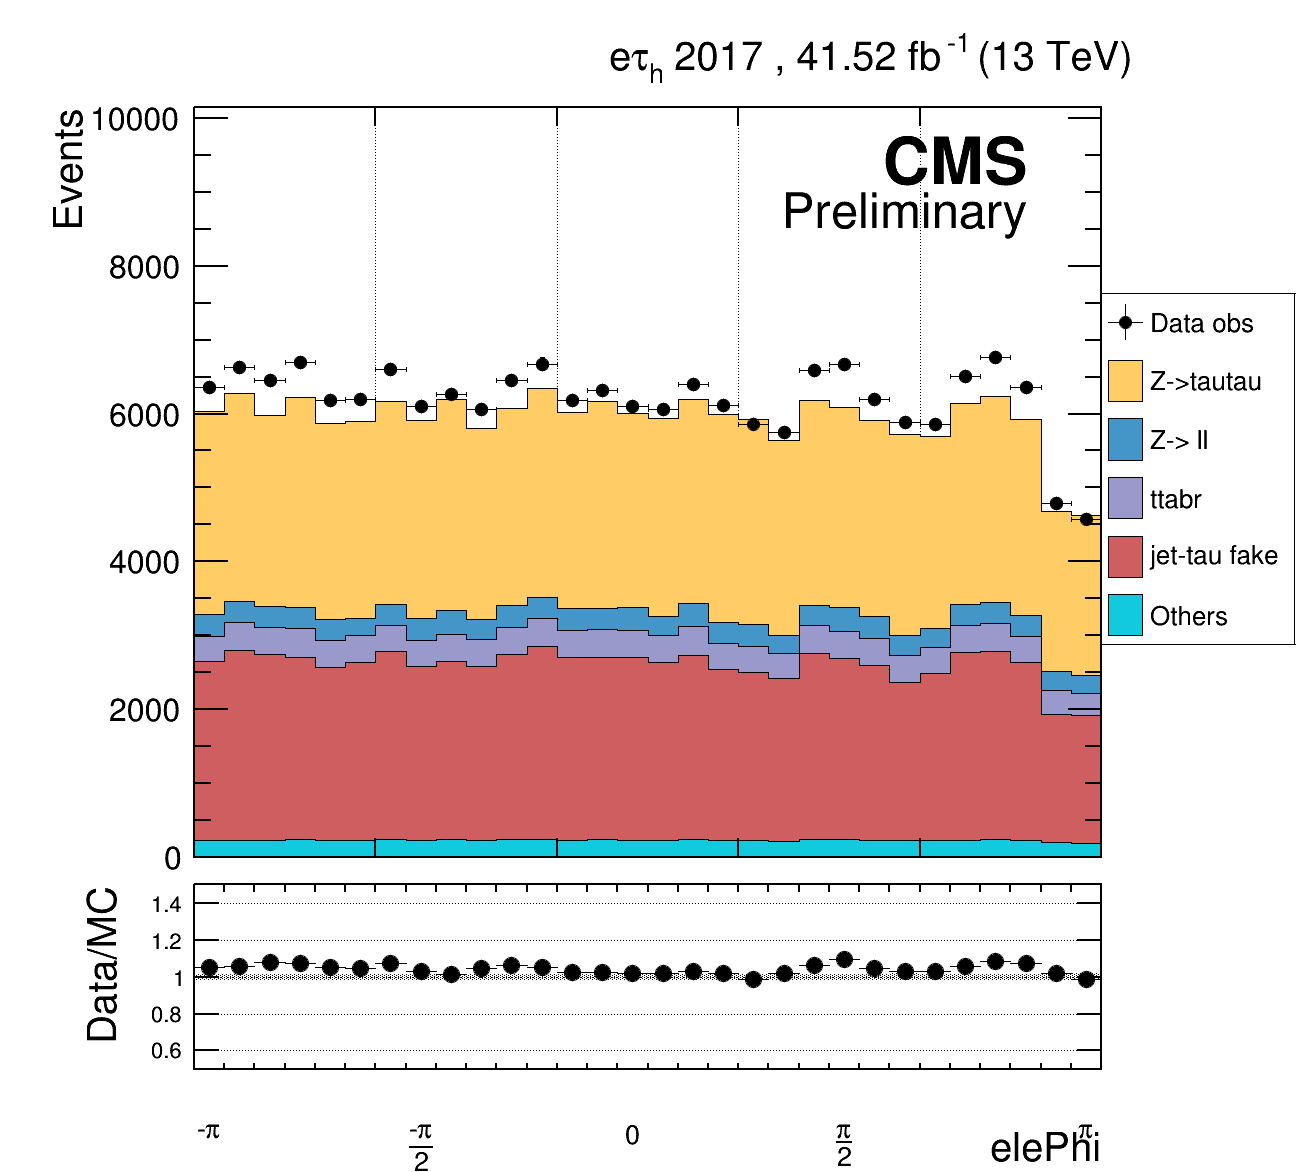 eτh 2017 , 41.52 fb-1 (13 TeV)
Events
10000
8000
6000
4000
2000
0
CMS
Preliminary
Data obs
Z->tautau
Z-> ll
ttabr
jet-tau fake
Others
Data/MC
1.4
1.2
1
0.8
0.6
-π
-π/2
0
π/2
π
elePhi